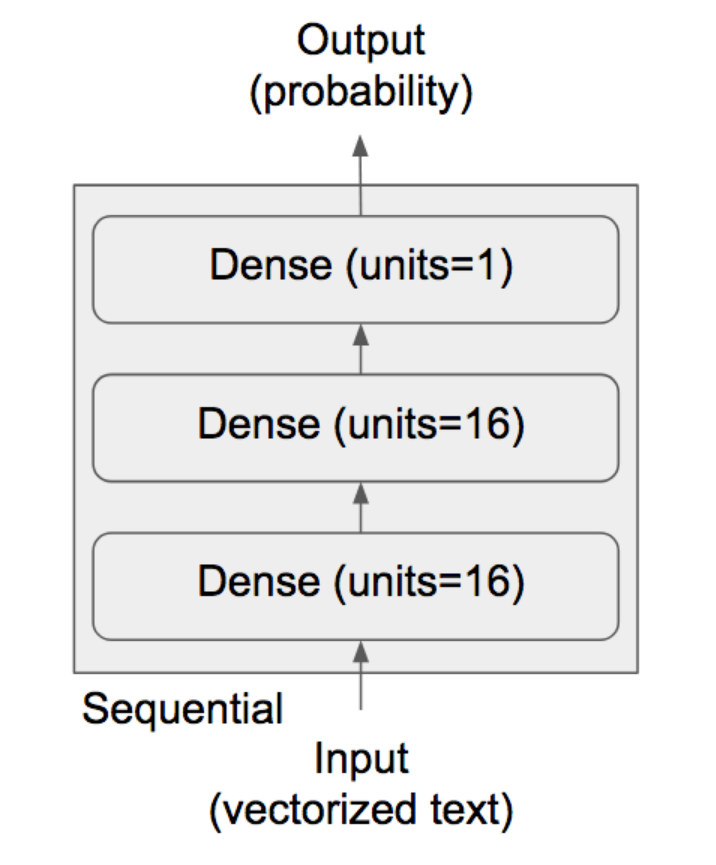 Output
(probability)
Dense (units=1)
Dense (units=16)
Dense (units=16)
Sequential
Input
(vectorized text)